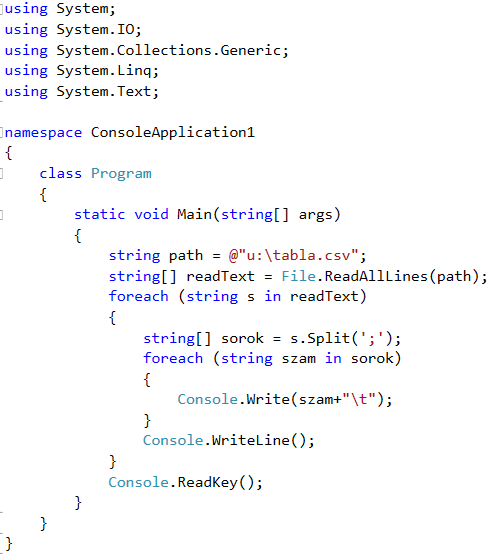 using System;
using System.IO;
using System.Collections.Generic;
using System.Linq;
using System.Text;

namespace ConsoleApplication1
{
    class Program
    {
        static void Main(string[] args)
        {
            string path = @"u:\tabla.csv";
            string[] readText = File.ReadAllLines(path);
            foreach (string s in readText)
            {
                string[] sorok = s.Split(';');
                foreach (string szam in sorok)
                {
                    Console.Write(szam+"\t");
                }
                Console.WriteLine();
            }
            Console.ReadKey();
        }
    }
}